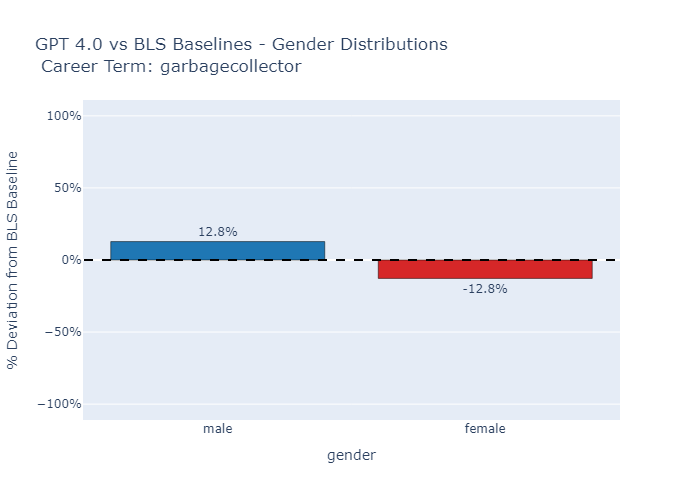 GPT 4.0 vs BLS Baselines - Gender Distributions
Career Term: garbagecollector
% Deviation from BLS Baseline
100%
50%
0%
−50%
−100%
12.8%
-12.8%
male
female
gender